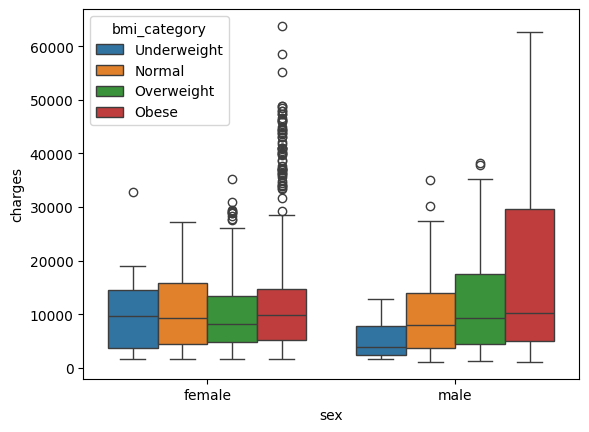 bmi_category
Underweight
Normal
Overweight
Obese
60000
50000
40000
30000
20000
10000
0
charges
female
male
sex